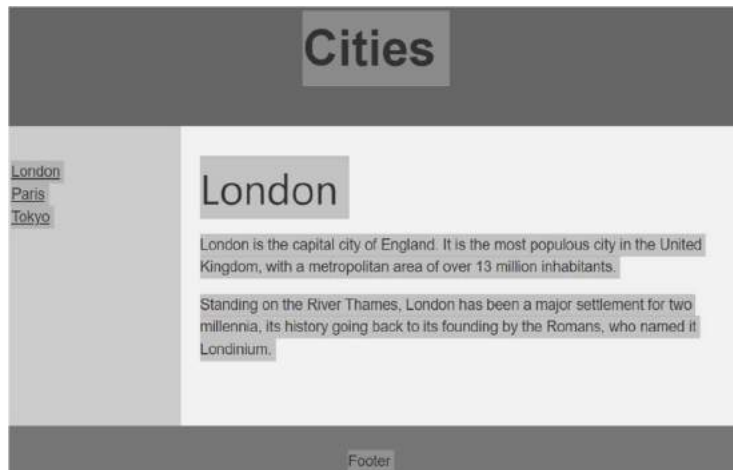 Cities
London
Paris
Tokyo
London
London is the capital city of England. It is the most populous city in the United
Kingdom, with a metropolitan area of over 13 million inhabitants.
Standing on the River Thames, London has been a major settlement for two
millennia, its history going back to its founding by the Romans, who named it
Londinium.
Footer